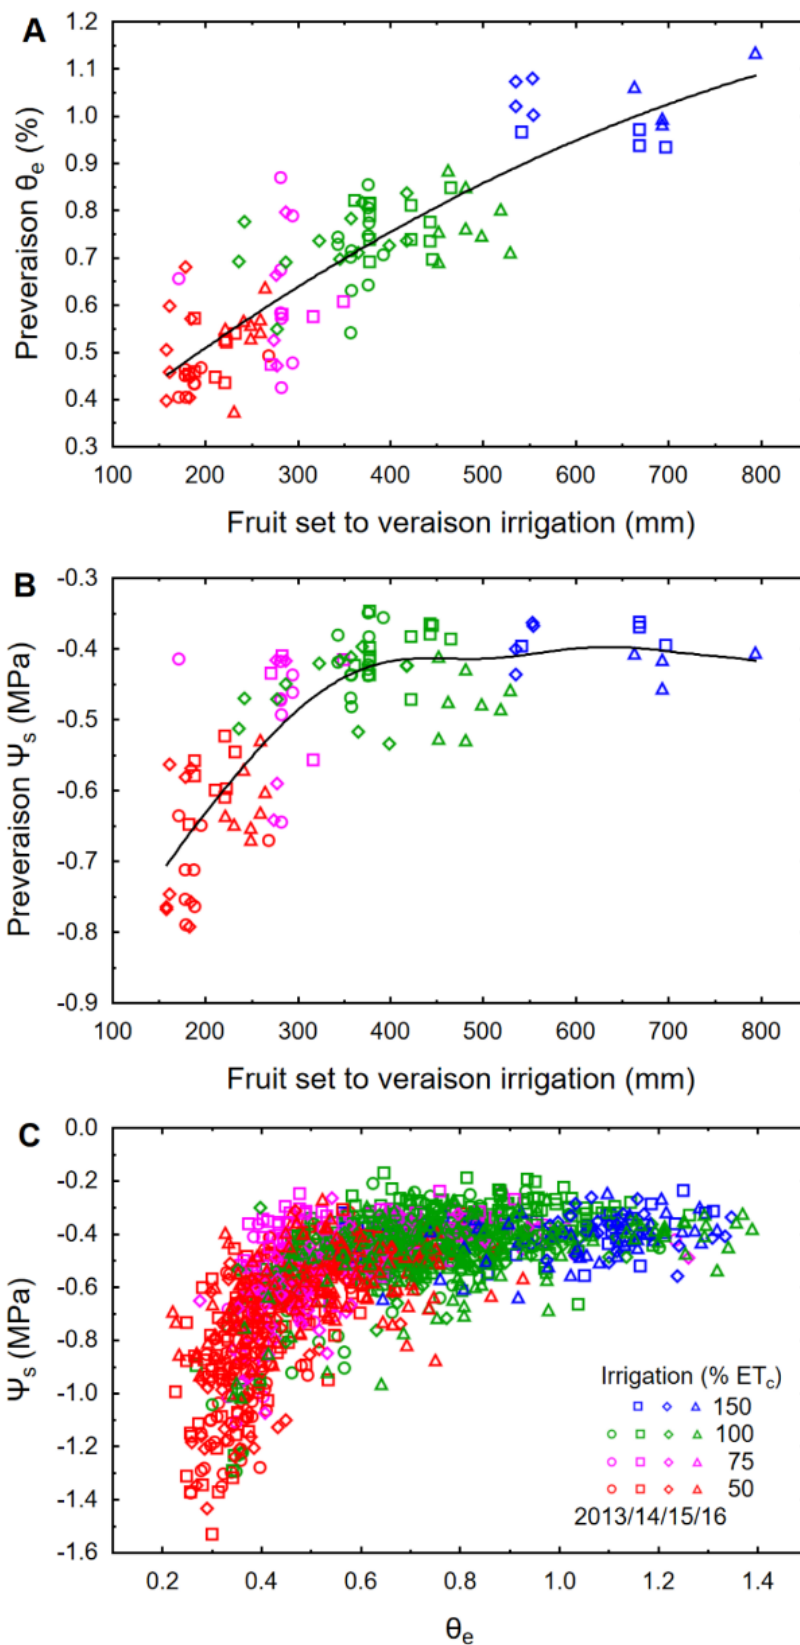 A
Preveraison θe (%)
1.2
1.1
1.0
0.9
0.8
0.7
0.6
0.5
0.4
0.3
100 200 300 400 500 600 700 800
Fruit set to veraison irrigation (mm)
B
Preveraison Ψs (MPa)
-0.3
-0.4
-0.5
-0.6
-0.7
-0.8
-0.9
100 200 300 400 500 600 700 800
Fruit set to veraison irrigation (mm)
C
Ψs (MPa)
0.0
-0.2
-0.4
-0.6
-0.8
-1.0
-1.2
-1.4
-1.6
Irrigation (% ETc)
150
100
75
50
2013/14/15/16
0.2 0.4 0.6 0.8 1.0 1.2 1.4
θe